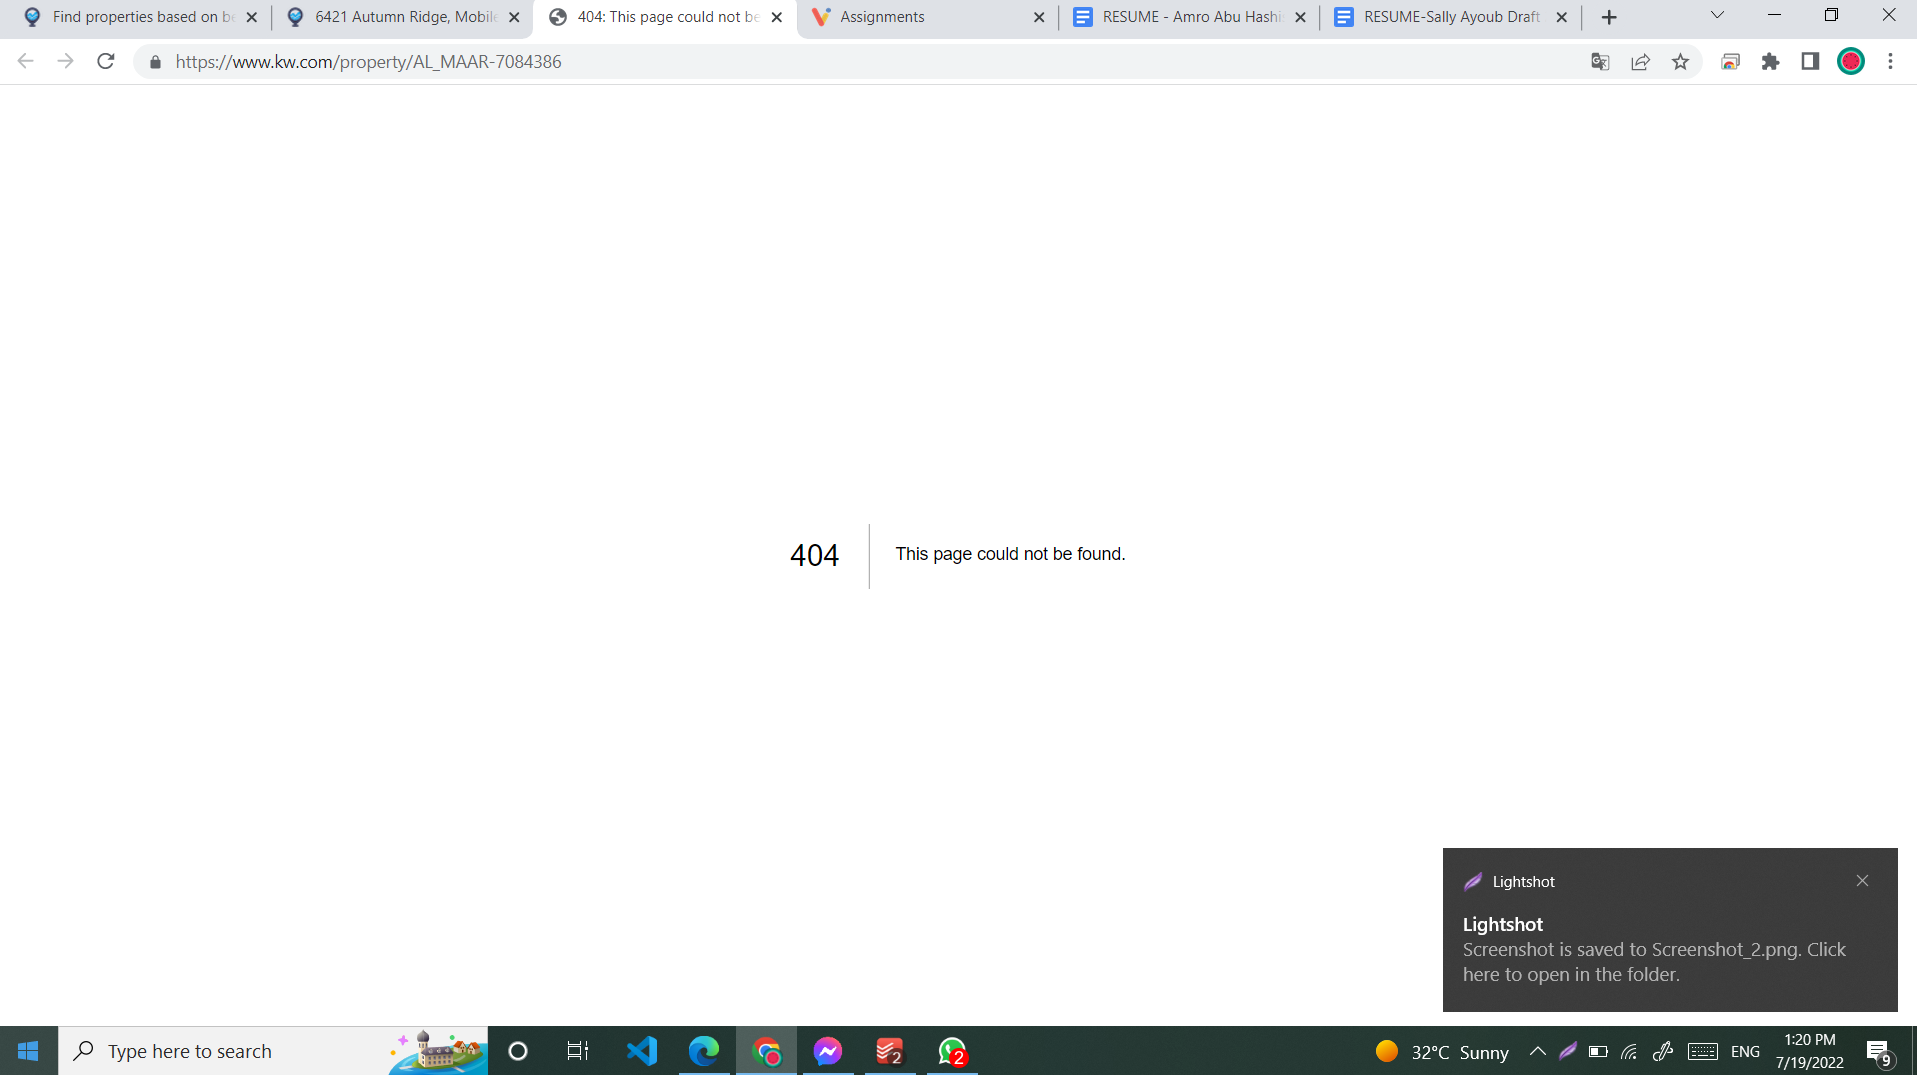 Find properties based on be
6421 Autumn Ridge, Mobile
404: This page could not be
Assignments
RESUME - Amro Abu Hashi
RESUME-Sally Ayoub Draft
https://www.kw.com/property/AL_MAAR-7084386
404
This page could not be found.
Lightshot
Lightshot
Screenshot is saved to Screenshot_2.png. Click
here to open in the folder.
Type here to search
2
2
32°C Sunny
ENG
1:20 PM
7/19/2022
9